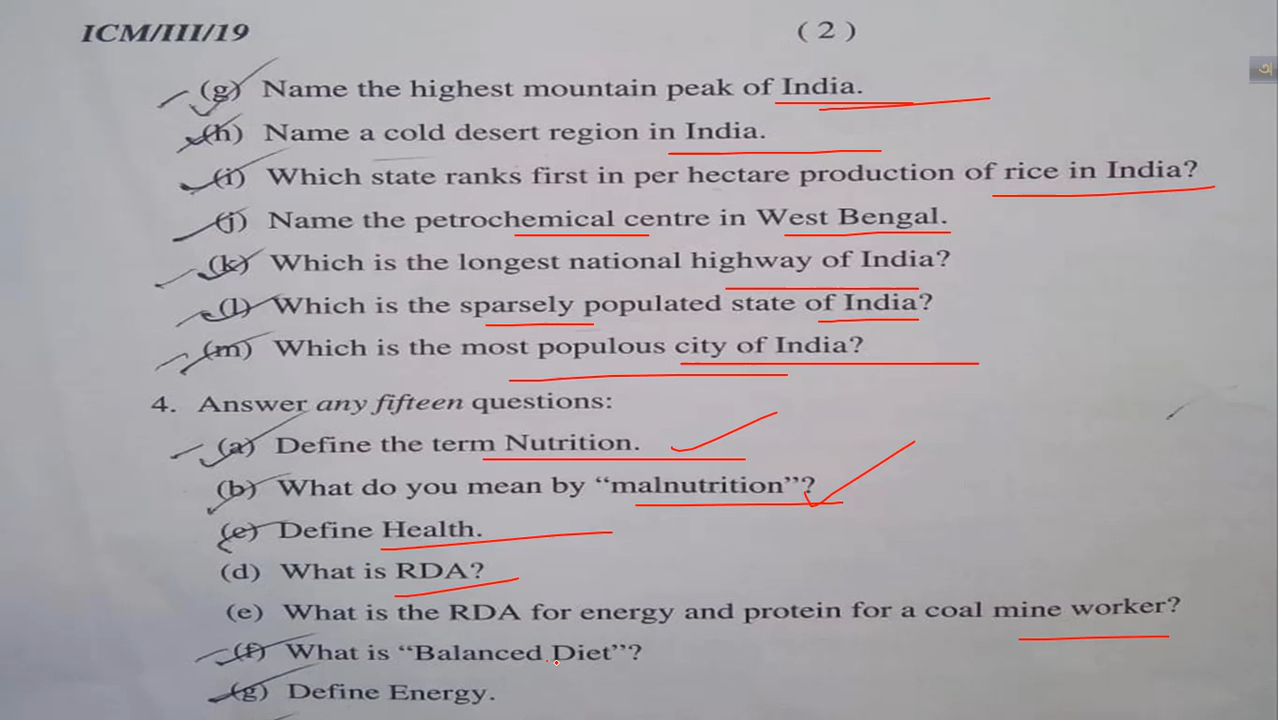 ICM/III/19 (2)
(g) Name the highest mountain peak of India.
(h) Name a cold desert region in India.
(i) Which state ranks first in per hectare production of rice in India?
(j) Name the petrochemical centre in West Bengal.
(k) Which is the longest national highway of India?
(l) Which is the sparsely populated state of India?
(m) Which is the most populous city of India?
4. Answer any fifteen questions:
(a) Define the term Nutrition.
(b) What do you mean by “malnutrition”?
(c) Define Health.
(d) What is RDA?
(e) What is the RDA for energy and protein for a coal mine worker?
(f) What is “Balanced Diet”?
(g) Define Energy.